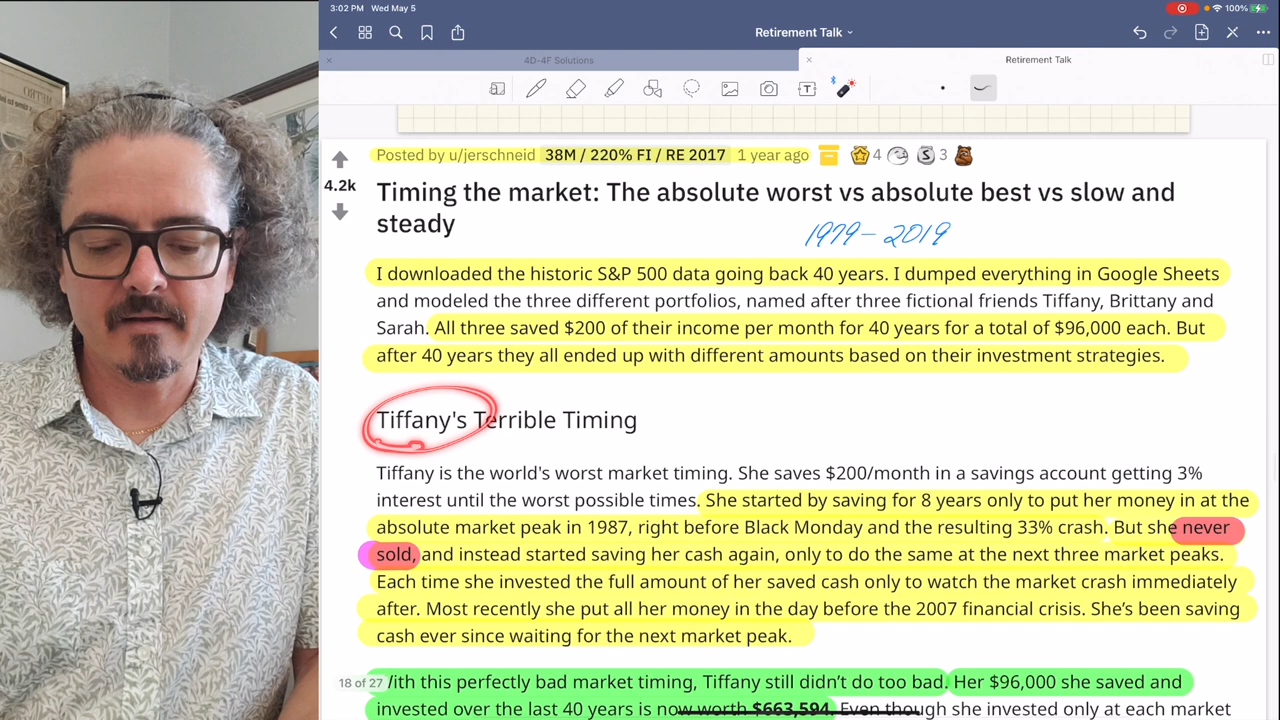 3:02 PM Wed May 5
100%
Retirement Talk
4D-4F Solutions
Retirement Talk
Posted by u/jerschneid 38M / 220% FI / RE 2017 1 year ago 4 S 3
4.2k
Timing the market: The absolute worst vs absolute best vs slow and
steady
1979-2019
I downloaded the historic S&P 500 data going back 40 years. I dumped everything in Google Sheets
and modeled the three different portfolios, named after three fictional friends Tiffany, Brittany and
Sarah. All three saved $200 of their income per month for 40 years for a total of $96,000 each. But
after 40 years they all ended up with different amounts based on their investment strategies.
Tiffany's Terrible Timing
Tiffany is the world's worst market timing. She saves $200/month in a savings account getting 3%
interest until the worst possible times. She started by saving for 8 years only to put her money in at the
absolute market peak in 1987, right before Black Monday and the resulting 33% crash. But she never
sold, and instead started saving her cash again, only to do the same at the next three market peaks.
Each time she invested the full amount of her saved cash only to watch the market crash immediately
after. Most recently she put all her money in the day before the 2007 financial crisis. She's been saving
cash ever since waiting for the next market peak.
18 of 27
With this perfectly bad market timing, Tiffany still didn't do too bad. Her $96,000 she saved and
invested over the last 40 years is now worth $663,594. Even though she invested only at each market